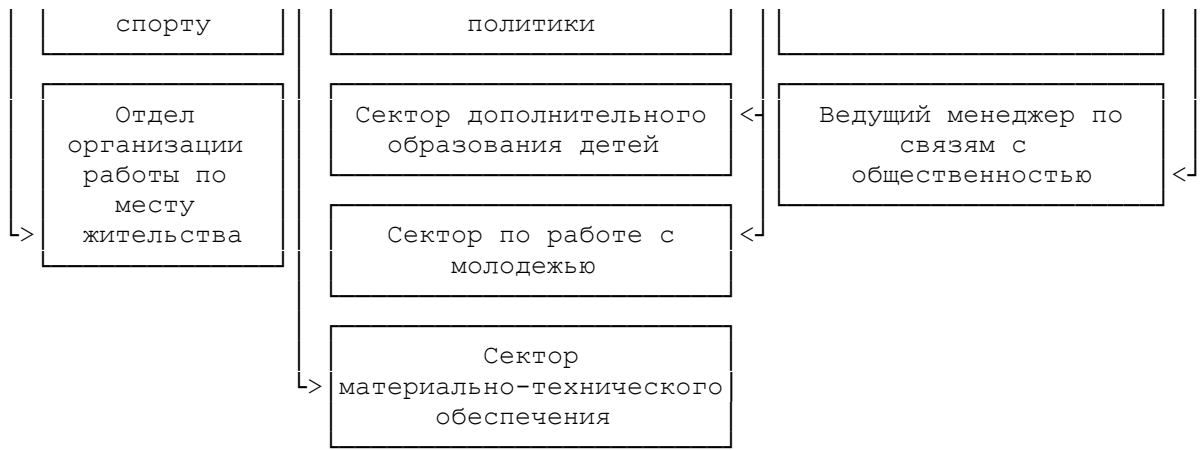 спорту
политики
Отдел
организации
работы по
месту
жительства
Сектор дополнительного
образования детей
Ведущий менеджер по
связям с
общественностью
Сектор по работе с
молодежью
Сектор
материально-технического
обеспечения